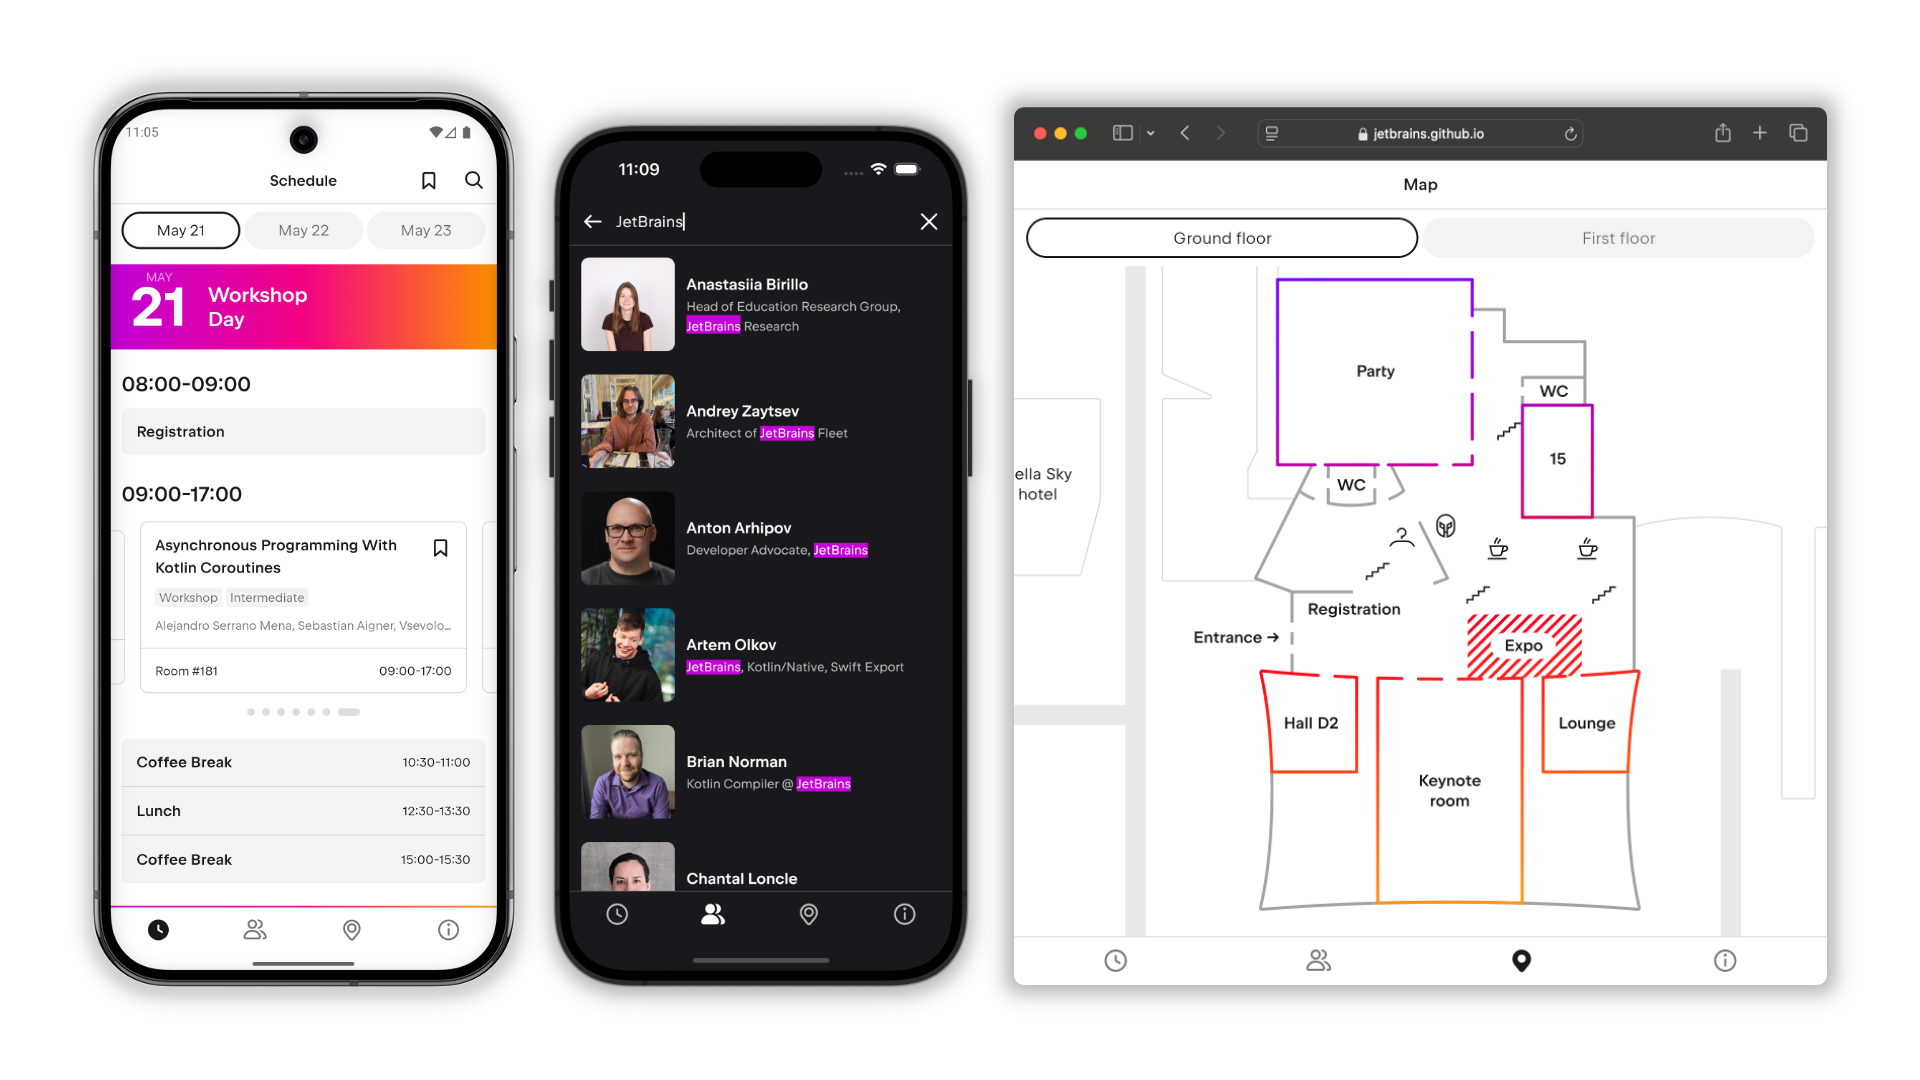 11:05
Schedule
May 21
May 22
May 23
MAY
21
Workshop
Day
08:00-09:00
Registration
09:00-17:00
Asynchronous Programming With
Kotlin Coroutines
Workshop
Intermediate
Alejandro Serrano Mena, Sebastian Aigner, Vsevolo...
Room #181
09:00-17:00
Coffee Break
10:30-11:00
Lunch
12:30-13:30
Coffee Break
15:00-15:30
11:09
JetBrains
Anastasiia Birillo
Head of Education Research Group,
JetBrains Research
Andrey Zaytsev
Architect of JetBrains Fleet
Anton Arhipov
Developer Advocate, JetBrains
Artem Olkov
JetBrains, Kotlin/Native, Swift Export
Brian Norman
Kotlin Compiler @ JetBrains
Chantal Loncle
jetbrains.github.io
Map
Ground floor
First floor
Party
WC
15
ella Sky
hotel
WC
Registration
Entrance →
Expo
Hall D2
Lounge
Keynote
room